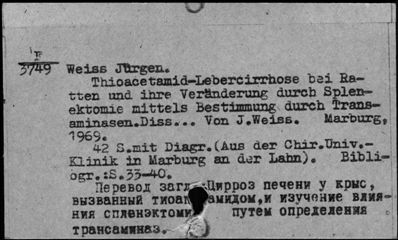 IF
3749 Weiss Jürgen.
Thioacetamid-Lebercirrhose bei Ra-
tten und ihre Veränderung durch Splen-
ektomie mittels Bestimmung durch Trans-
aminasen.Diss... Von J.Weiss. Marburg,
1969.
42 S.mit Diagr.(Aus der Chir.Univ.-
Klinik in Marburg an der Lahn). Bibli-
ogr.:S.33-40.
Перевод загл.:Цирроз печени у крыс,
вызванный тиоацетамидом,и изучение влия-
ния спленэктомии путем определения
трансаминаз.